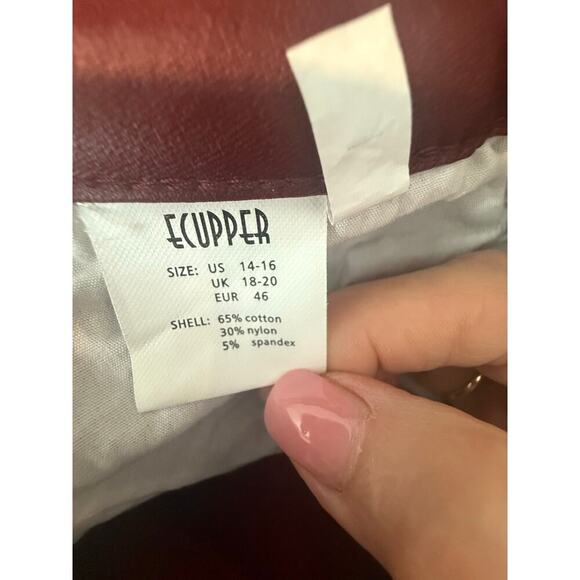 ECUPPER
SIZE: US 14-16
UK 18-20
EUR 46
SHELL: 65% cotton
30% nylon
5% spandex